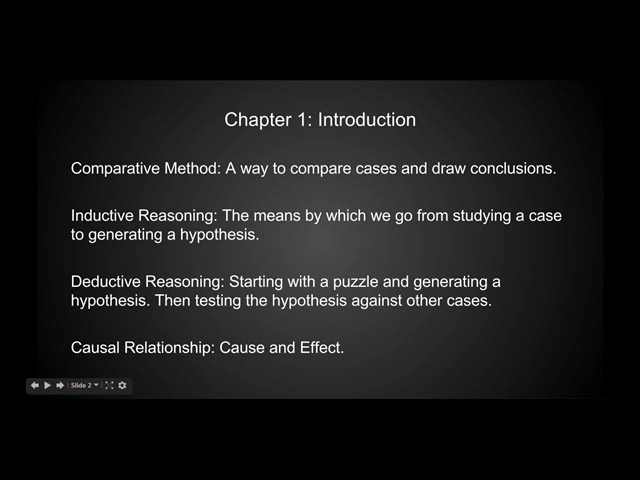 Chapter 1: Introduction
Comparative Method: A way to compare cases and draw conclusions.
Inductive Reasoning: The means by which we go from studying a case
to generating a hypothesis.
Deductive Reasoning: Starting with a puzzle and generating a
hypothesis. Then testing the hypothesis against other cases.
Causal Relationship: Cause and Effect.
Slide 2